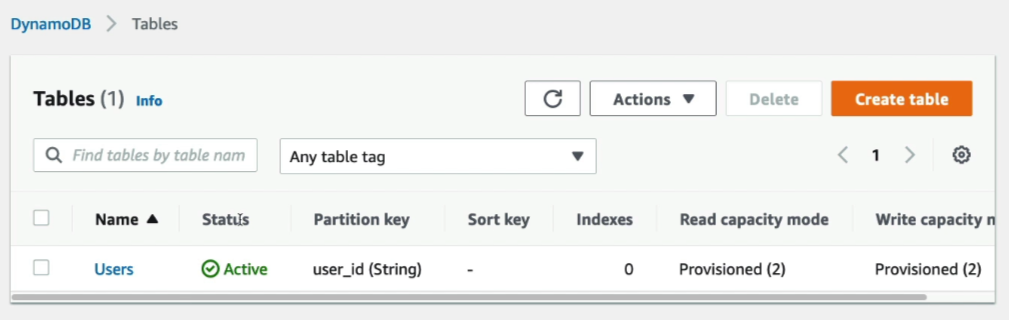 DynamoDB > Tables
Tables (1) Info Actions Delete Create table
Find tables by table nam Any table tag 1
Name Status Partition key Sort key Indexes Read capacity mode Write capacity n
Users Active user_id (String) - 0 Provisioned (2) Provisioned (2)